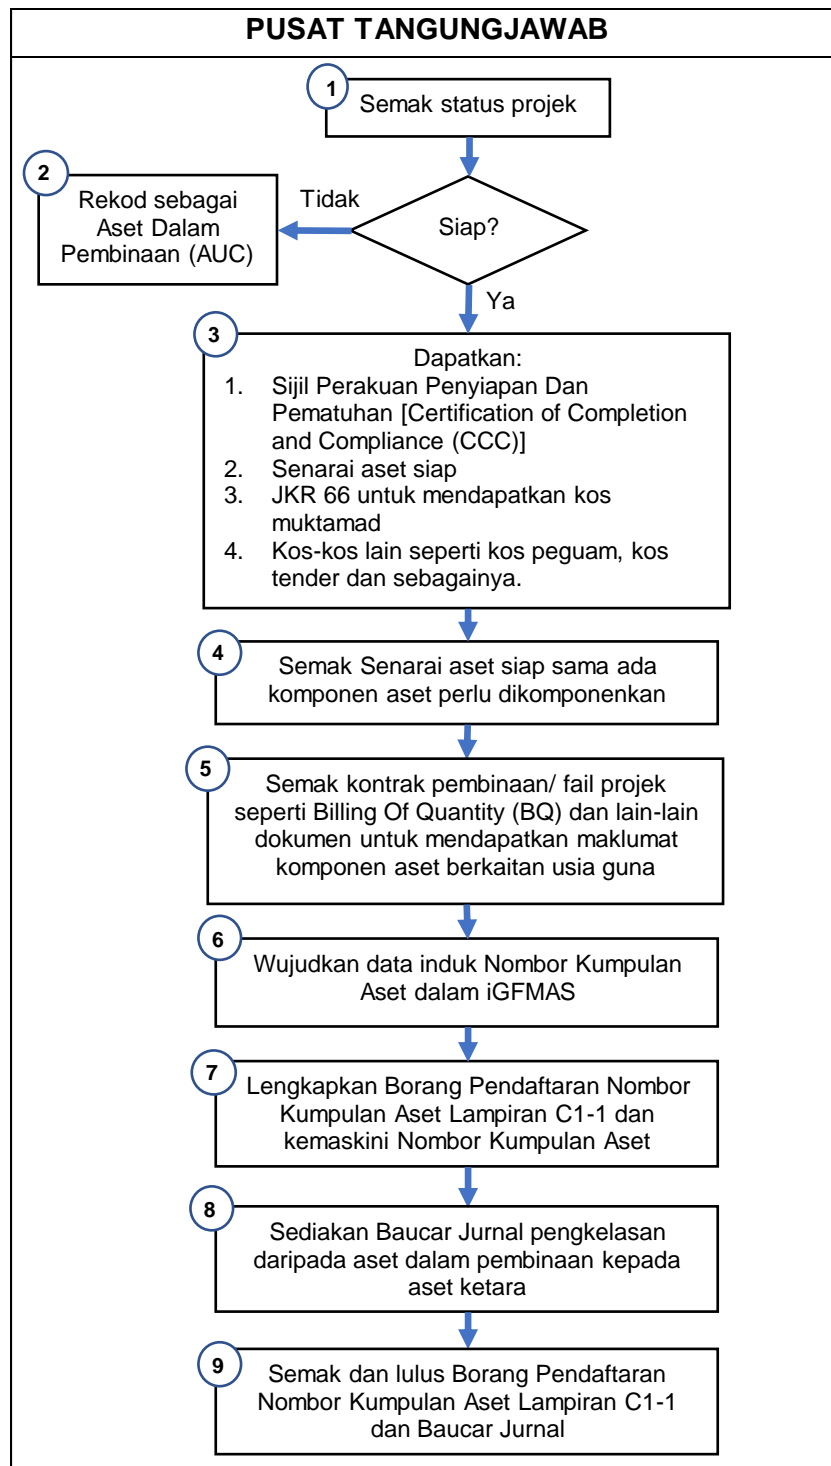 PUSAT TANGUNGJAWAB
1
Semak status projek
2
Rekod sebagai
Aset Dalam
Pembinaan (AUC)
Tidak
Siap?
Ya
3
Dapatkan:
1. Sijil Perakuan Penyiapan Dan
Pematuhan [Certification of Completion
and Compliance (CCC)]
2. Senarai aset siap
3. JKR 66 untuk mendapatkan kos
muktamad
4. Kos-kos lain seperti kos peguam, kos
tender dan sebagainya.
4
Semak Senarai aset siap sama ada
komponen aset perlu dikomponenkan
5
Semak kontrak pembinaan/ fail projek
seperti Billing Of Quantity (BQ) dan lain-lain
dokumen untuk mendapatkan maklumat
komponen aset berkaitan usia guna
6
Wujudkan data induk Nombor Kumpulan
Aset dalam iGFMAS
7
Lengkapkan Borang Pendaftaran Nombor
Kumpulan Aset Lampiran C1-1 dan
kemaskini Nombor Kumpulan Aset
8
Sediakan Baucar Jurnal pengkelasan
daripada aset dalam pembinaan kepada
aset ketara
9
Semak dan lulus Borang Pendaftaran
Nombor Kumpulan Aset Lampiran C1-1
dan Baucar Jurnal